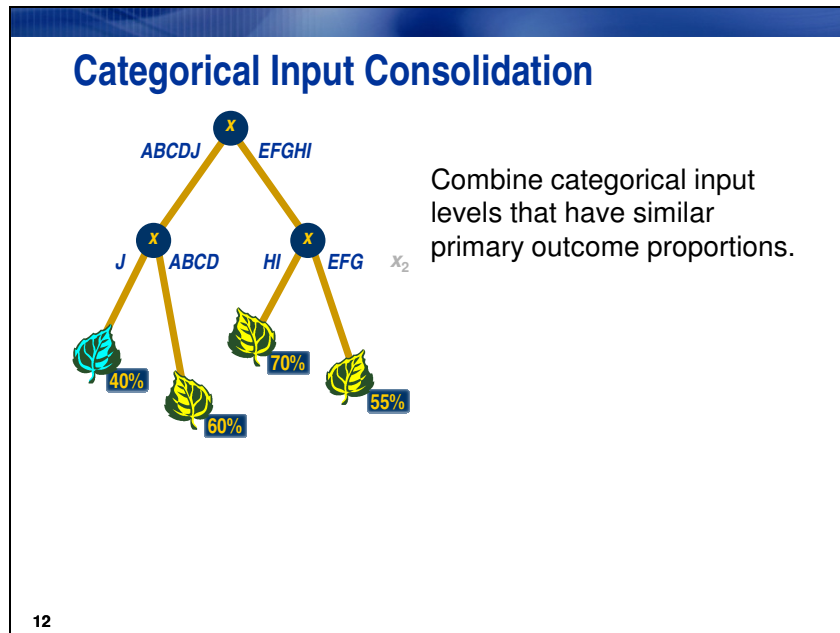 Categorical Input Consolidation
x
ABCDJ EFGHI
Combine categorical input
levels that have similar
primary outcome proportions.
x x
J ABCD HI EFG x₂
70%
40% 55%
60%
12